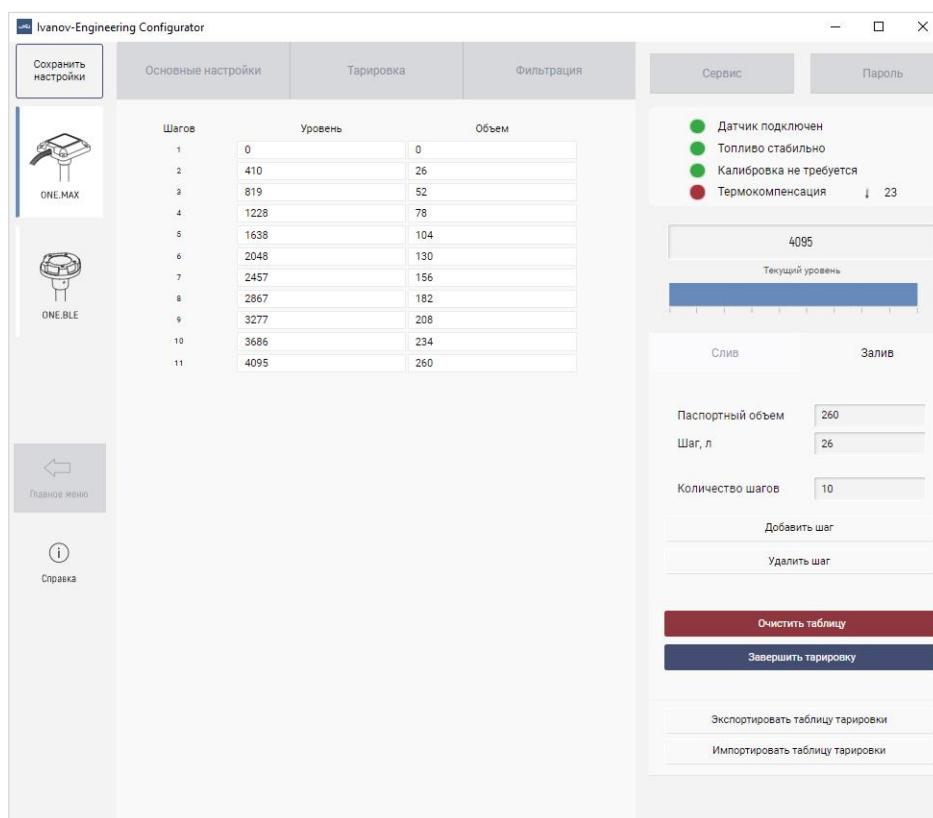 Ivanov-Engineering Configurator
Сохранить
настройки
Основные настройки
Тарировка
Фильтрация
Сервис
Пароль
ONE.MAX
ONE.BLE
Главное меню
Справка
Шагов Уровень Объем
1 0 0
2 410 26
3 819 52
4 1228 78
5 1638 104
6 2048 130
7 2457 156
8 2867 182
9 3277 208
10 3686 234
11 4095 260
Датчик подключен
Топливо стабильно
Калибровка не требуется
Термокомпенсация 23
4095
Текущий уровень
Слив Залив
Паспортный объем 260
Шаг, л 26
Количество шагов 10
Добавить шаг
Удалить шаг
Очистить таблицу
Завершить тарировку
Экспортировать таблицу тарировки
Импортировать таблицу тарировки